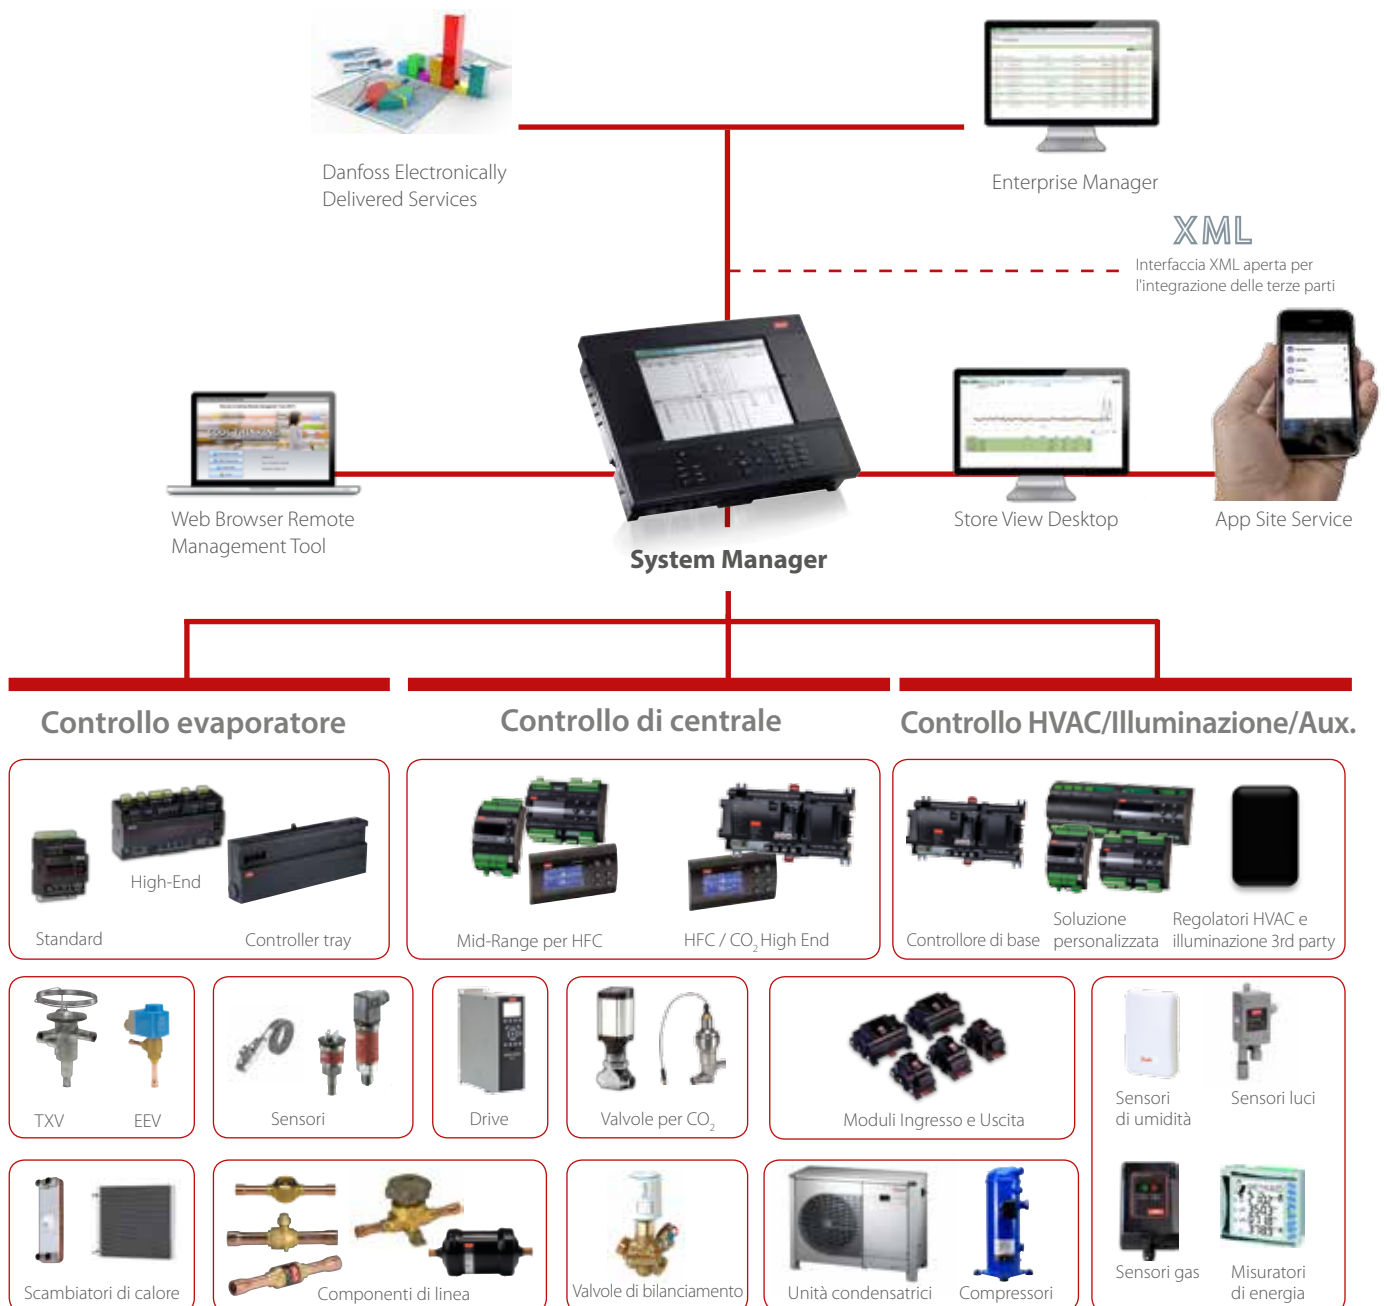 Danfoss Electronically
Delivered Services
Enterprise Manager
XML
Interfaccia XML aperta per
l'integrazione delle terze parti
Web Browser Remote
Management Tool
System Manager
Store View Desktop
App Site Service
Controllo evaporatore
Controllo di centrale
Controllo HVAC/Illuminazione/Aux.
Standard
High-End
Controller tray
Mid-Range per HFC
HFC / CO₂ High End
Controllore di base
Soluzione
personalizzata
Regolatori HVAC e
illuminazione 3rd party
TXV
EEV
Sensori
Drive
Valvole per CO₂
Moduli Ingresso e Uscita
Sensori
di umidità
Sensori luci
Scambiatori di calore
Componenti di linea
Valvole di bilanciamento
Unità condensatrici
Compressori
Sensori gas
Misuratori
di energia